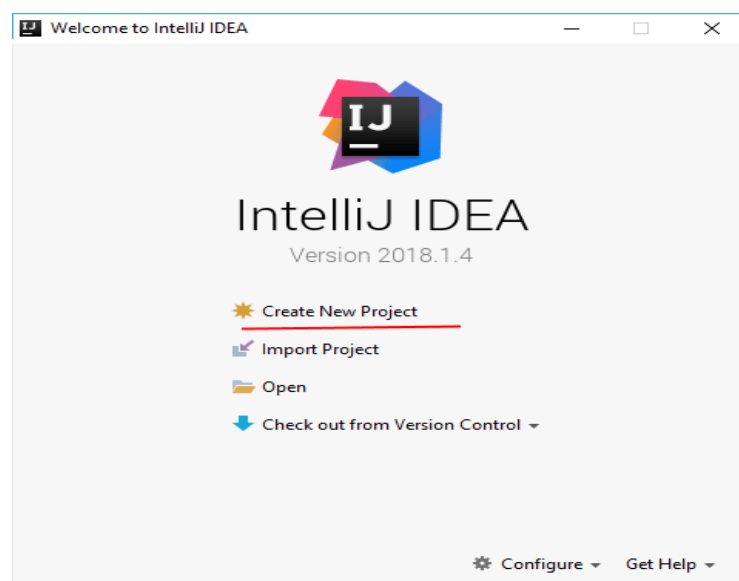 IJ Welcome to IntelliJ IDEA
IJ
IntelliJ IDEA
Version 2018.1.4
Create New Project
Import Project
Open
Check out from Version Control
Configure Get Help